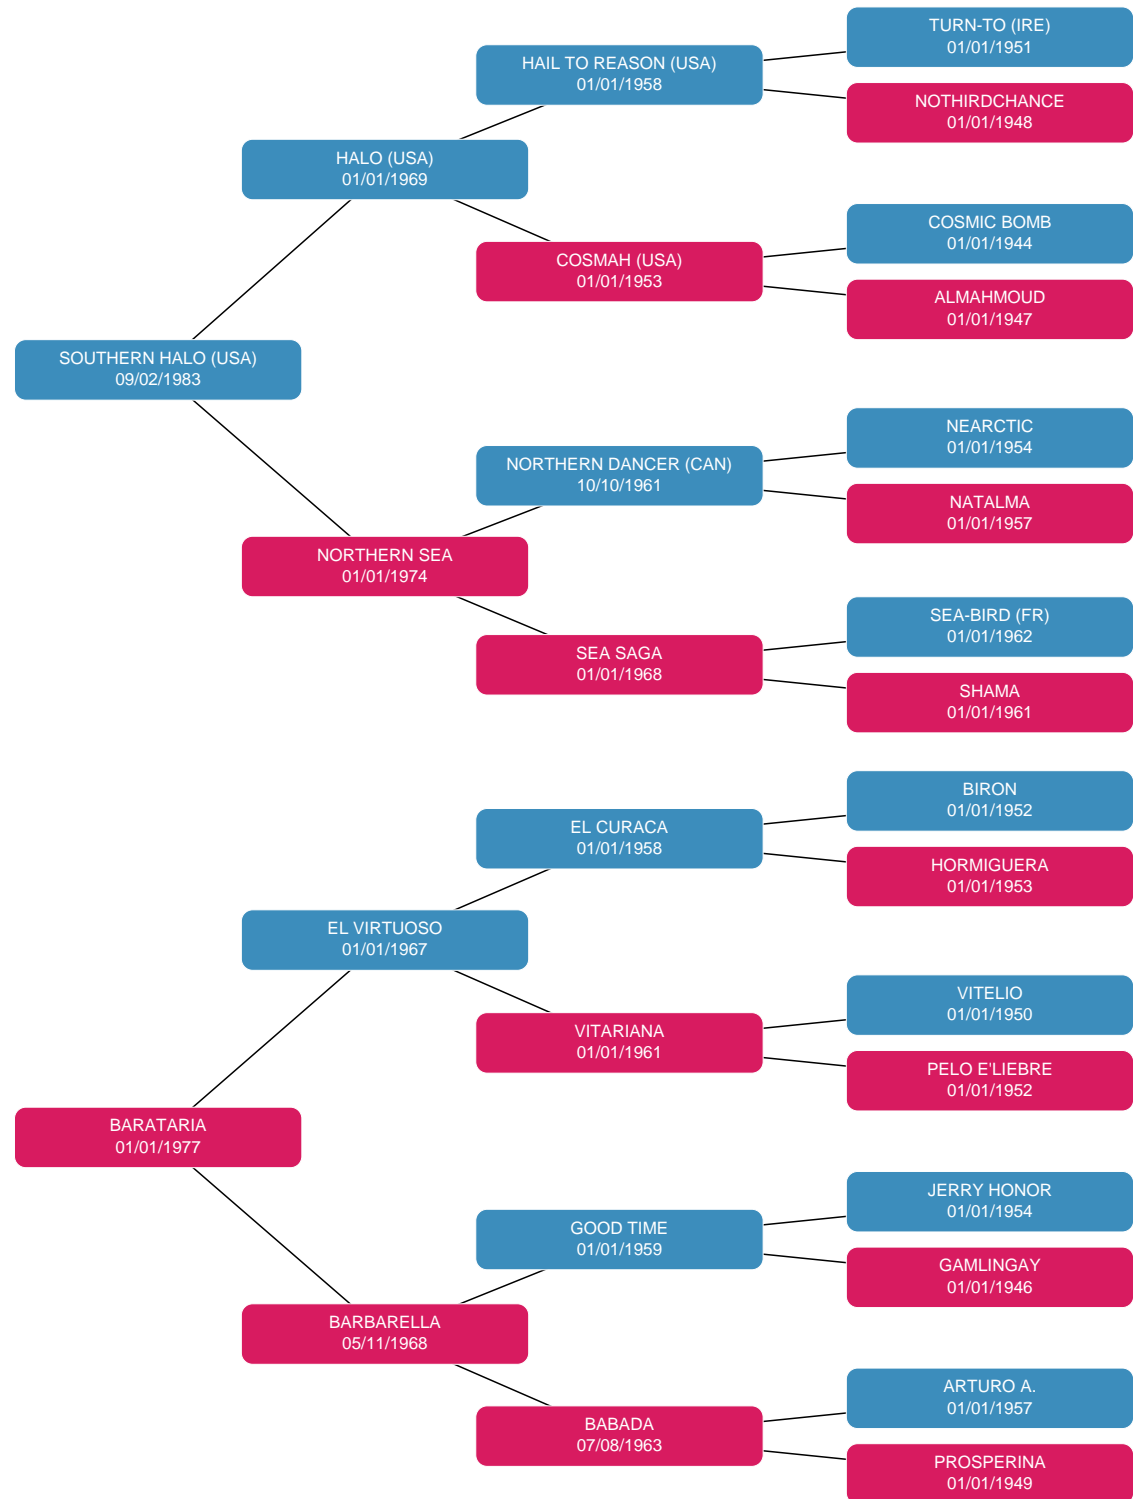 TURN-TO (IRE)
01/01/1951
HAIL TO REASON (USA)
01/01/1958
NOTHIRDCHANCE
01/01/1948
HALO (USA)
01/01/1969
COSMIC BOMB
01/01/1944
COSMAH (USA)
01/01/1953
ALMAHMOUD
01/01/1947
SOUTHERN HALO (USA)
09/02/1983
NEARCTIC
01/01/1954
NORTHERN DANCER (CAN)
10/10/1961
NATALMA
01/01/1957
NORTHERN SEA
01/01/1974
SEA-BIRD (FR)
01/01/1962
SEA SAGA
01/01/1968
SHAMA
01/01/1961
BIRON
01/01/1952
EL CURACA
01/01/1958
HORMIGUERA
01/01/1953
EL VIRTUOSO
01/01/1967
VITELIO
01/01/1950
VITARIANA
01/01/1961
PELO E'LIEBRE
01/01/1952
BARATARIA
01/01/1977
JERRY HONOR
01/01/1954
GOOD TIME
01/01/1959
GAMLINGAY
01/01/1946
BARBARELLA
05/11/1968
ARTURO A.
01/01/1957
BABADA
07/08/1963
PROSPERINA
01/01/1949